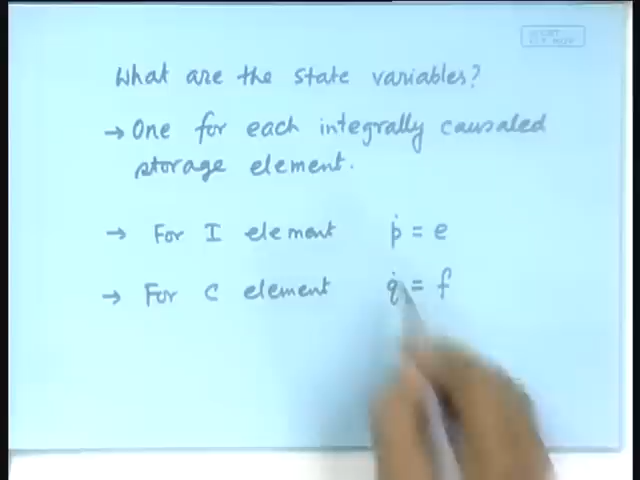 What are the state variables?
→ One for each integrally causaled
storage element.
→ For I element ṗ = e
→ For C element q̇ = f